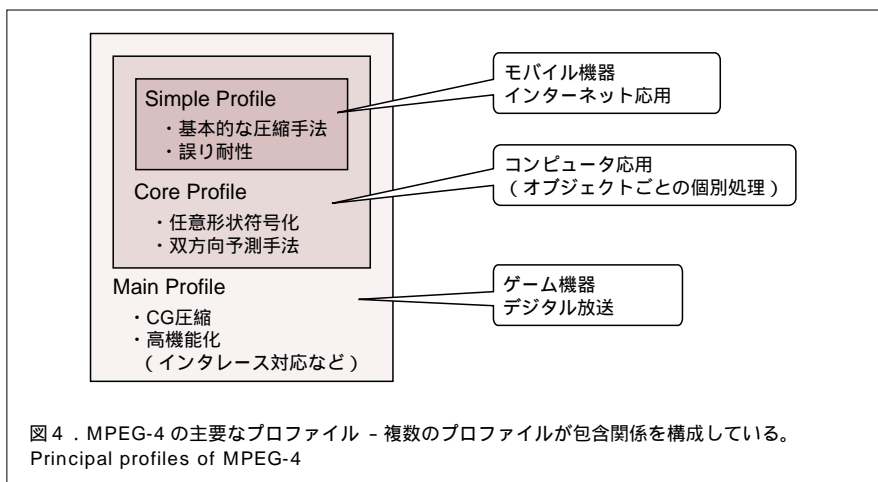 Simple Profile
・基本的な圧縮手法
・誤り耐性
Core Profile
・任意形状符号化
・双方向予測手法
Main Profile
・CG圧縮
・高機能化
（インタレース対応など）
モバイル機器
インターネット応用
コンピュータ応用
（オブジェクトごとの個別処理）
ゲーム機器
デジタル放送
図4．MPEG-4の主要なプロファイル － 複数のプロファイルが包含関係を構成している。
Principal profiles of MPEG-4